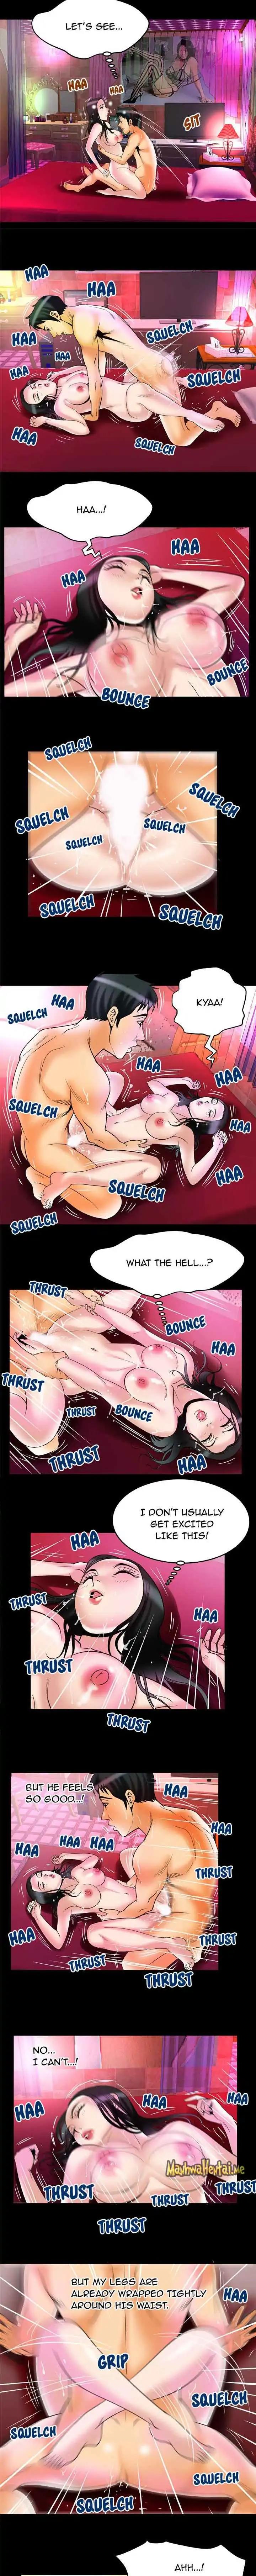 LET'S SEE...
HAA
HAA
SIT
HAA
HAA
HAA
HAA
HAA
HAA
SQUELCH
SQUELCH
SQUELCH
HAA...!
HAA
HAA
BOUNCE
BOUNCE
SQUELCH
SQUELCH
SQUELCH
SQUELCH
SQUELCH
SQUELCH
SQUELCH
KYAA!
HAA
SQUELCH
HAA
HAA
HAA
SQUELCH
HAA
SQUELCH
SQUELCH
WHAT THE HELL...?
THRUST
BOUNCE
HAA
THRUST
THRUST
BOUNCE
THRUST
HAA
I DON'T USUALLY
GET EXCITED
LIKE THIS!
HAA
THRUST
HAA
THRUST
THRUST
BUT HE FEELS
SO GOOD...!
HAA
HAA
HAA
HAA
HAA
THRUST
HAA
THRUST
THRUST
THRUST
NO...
I CAN'T...!
HAA
HAA
HAA
ManhwaHentai.me
THRUST
THRUST
THRUST
THRUST
BUT MY LEGS ARE
ALREADY WRAPPED TIGHTLY
AROUND HIS WAIST.
HAA
GRIP
SQUELCH
SQUELCH
SQUELCH
SQUELCH
AHH...!